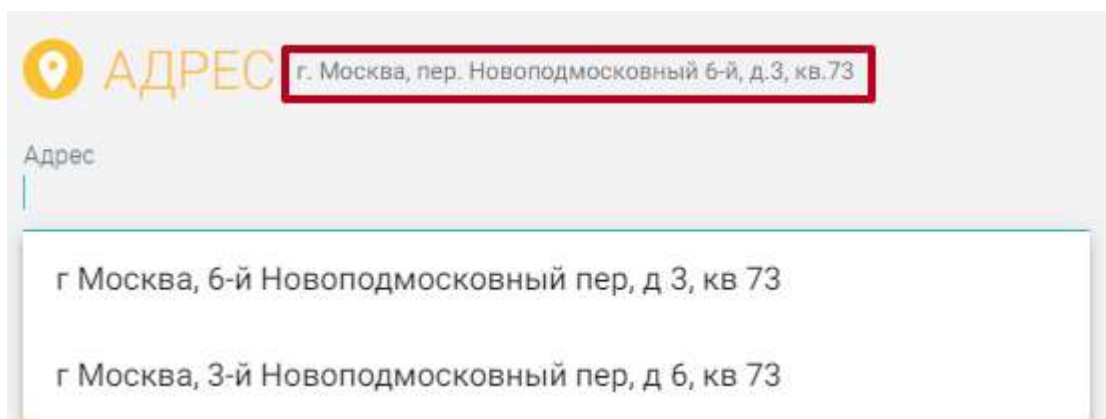 АДРЕС г. Москва, пер. Новоподмосковный 6-й, д.3, кв.73
Адрес
г Москва, 6-й Новоподмосковный пер, д 3, кв 73
г Москва, 3-й Новоподмосковный пер, д 6, кв 73